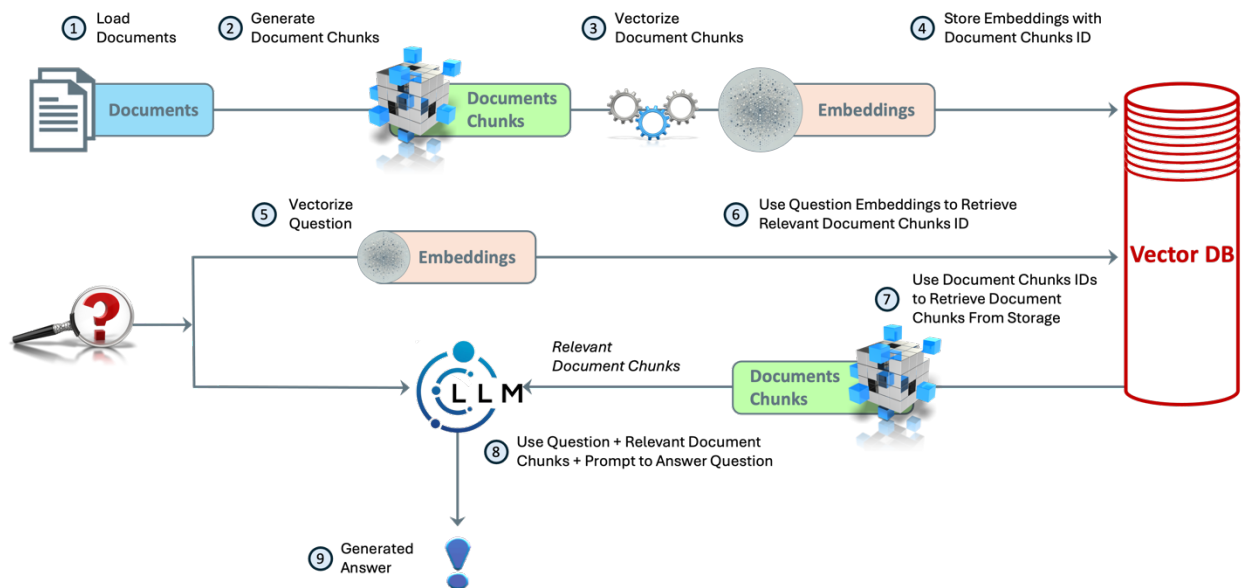 1
Load
Documents
2
Generate
Document Chunks
3
Vectorize
Document Chunks
4
Store Embeddings with
Document Chunks ID
Documents
Documents
Chunks
Embeddings
5
Vectorize
Question
6
Use Question Embeddings to Retrieve
Relevant Document Chunks ID
Embeddings
Vector DB
7
Use Document Chunks IDs
to Retrieve Document
Chunks From Storage
?
Relevant
Document Chunks
LLM
Documents
Chunks
8
Use Question + Relevant Document
Chunks + Prompt to Answer Question
9
Generated
Answer
!